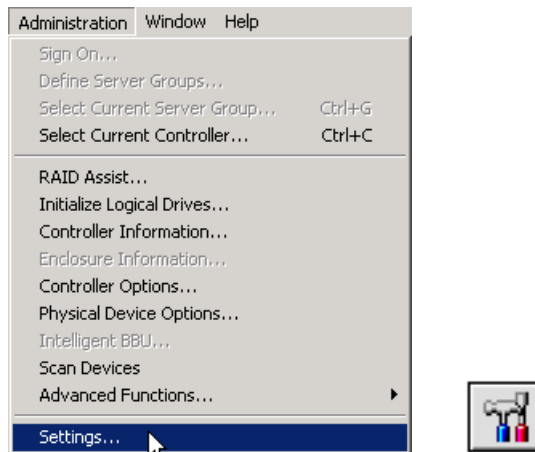 Administration Window Help
Sign On...
Define Server Groups...
Select Current Server Group... Ctrl+G
Select Current Controller... Ctrl+C
RAID Assist...
Initialize Logical Drives...
Controller Information...
Enclosure Information...
Controller Options...
Physical Device Options...
Intelligent BBU...
Scan Devices
Advanced Functions...
Settings...